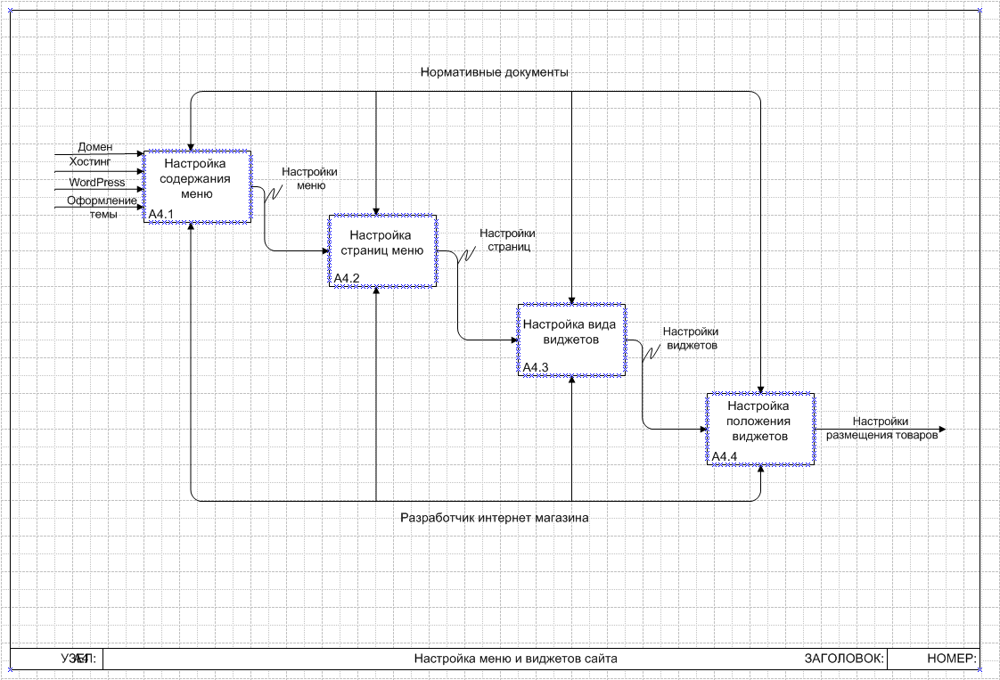 Нормативные документы
Домен
Хостинг
WordPress
Оформление
темы
Настройка
содержания
меню
A4.1
Настройки
меню
Настройка
страниц меню
A4.2
Настройки
страниц
Настройка вида
виджетов
A4.3
Настройки
виджетов
Настройка
положения
виджетов
A4.4
Настройки
размещения товаров
Разработчик интернет магазина
УЗЕЛ:
A4
Настройка меню и виджетов сайта
ЗАГОЛОВОК:
НОМЕР: